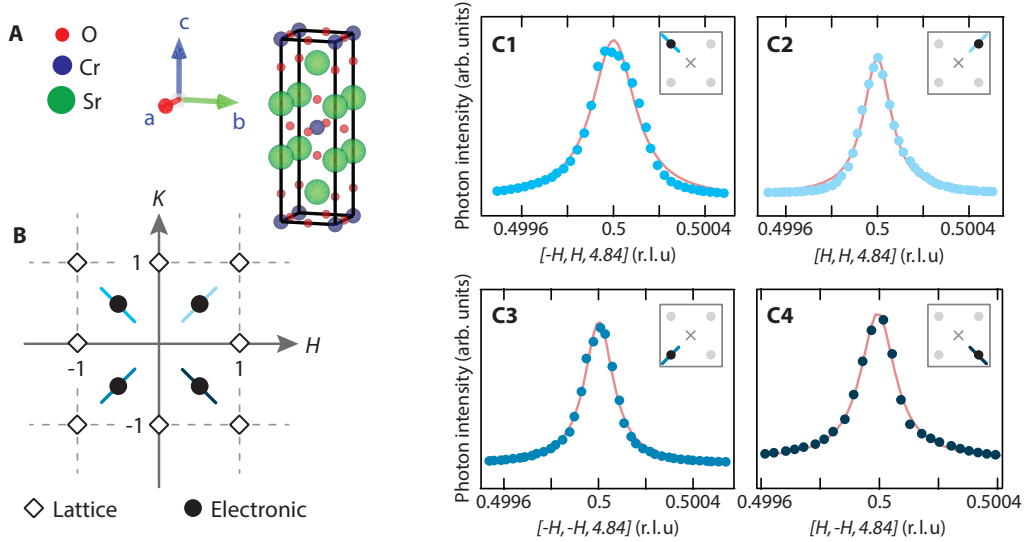 A
O
Cr
Sr
c
a
b
B
K
H
1
-1
1
-1
Lattice
Electronic
C1
Photon intensity (arb. units)
0.4996
0.5
0.5004
[-H, H, 4.84] (r.l.u)
C2
0.4996
0.5
0.5004
[H, H, 4.84] (r.l.u)
C3
Photon intensity (arb. units)
0.4996
0.5
0.5004
[-H, -H, 4.84] (r.l.u)
C4
0.4996
0.5
0.5004
[H, -H, 4.84] (r.l.u)